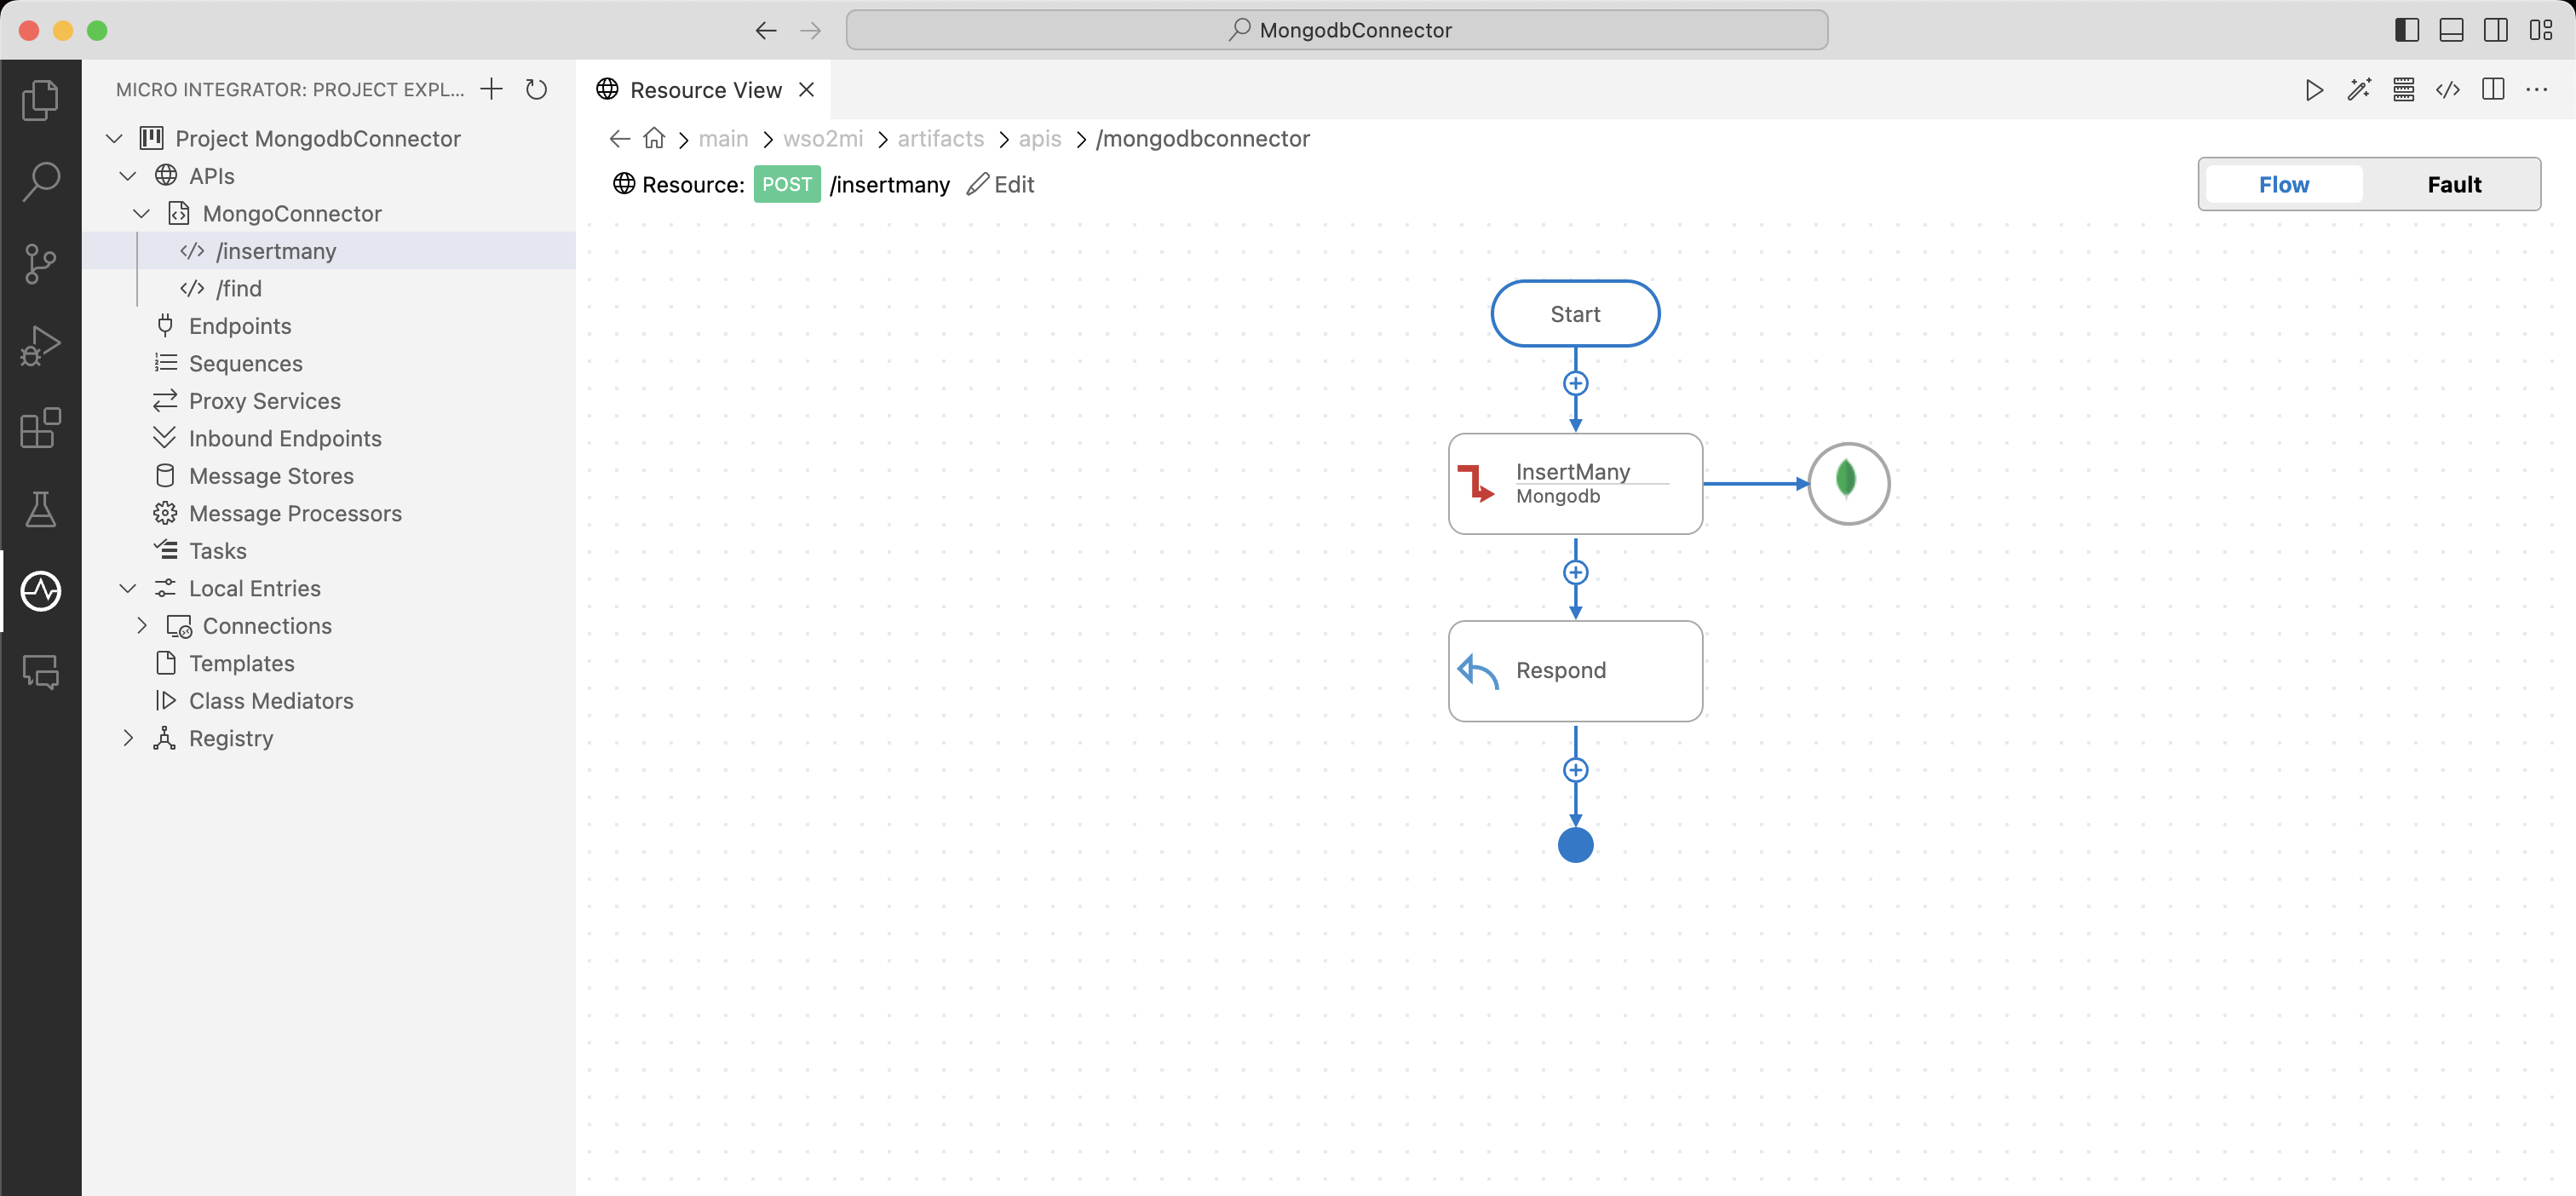 MongodbConnector
MICRO INTEGRATOR: PROJECT EXPL...
Project MongodbConnector
APIs
MongoConnector
/insertmany
/find
Endpoints
Sequences
Proxy Services
Inbound Endpoints
Message Stores
Message Processors
Tasks
Local Entries
Connections
Templates
Class Mediators
Registry
Resource View
main > wso2mi > artifacts > apis > /mongodbconnector
Resource: POST /insertmany Edit
Flow Fault
Start
InsertMany
Mongodb
Respond